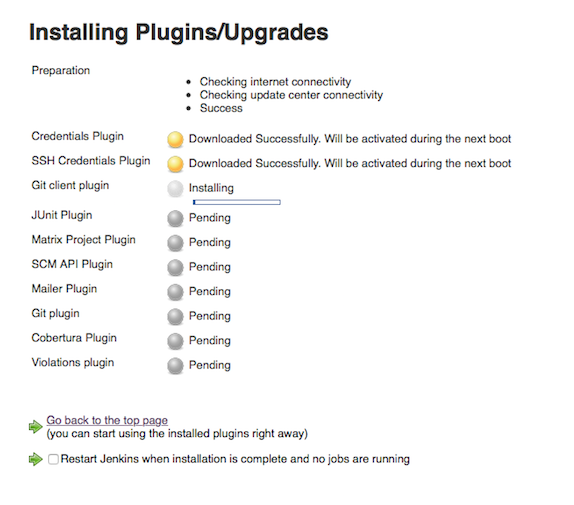 Installing Plugins/Upgrades
Preparation
Checking internet connectivity
Checking update center connectivity
Success
Credentials Plugin Downloaded Successfully. Will be activated during the next boot
SSH Credentials Plugin Downloaded Successfully. Will be activated during the next boot
Git client plugin Installing
JUnit Plugin Pending
Matrix Project Plugin Pending
SCM API Plugin Pending
Mailer Plugin Pending
Git plugin Pending
Cobertura Plugin Pending
Violations plugin Pending
Go back to the top page
(you can start using the installed plugins right away)
Restart Jenkins when installation is complete and no jobs are running